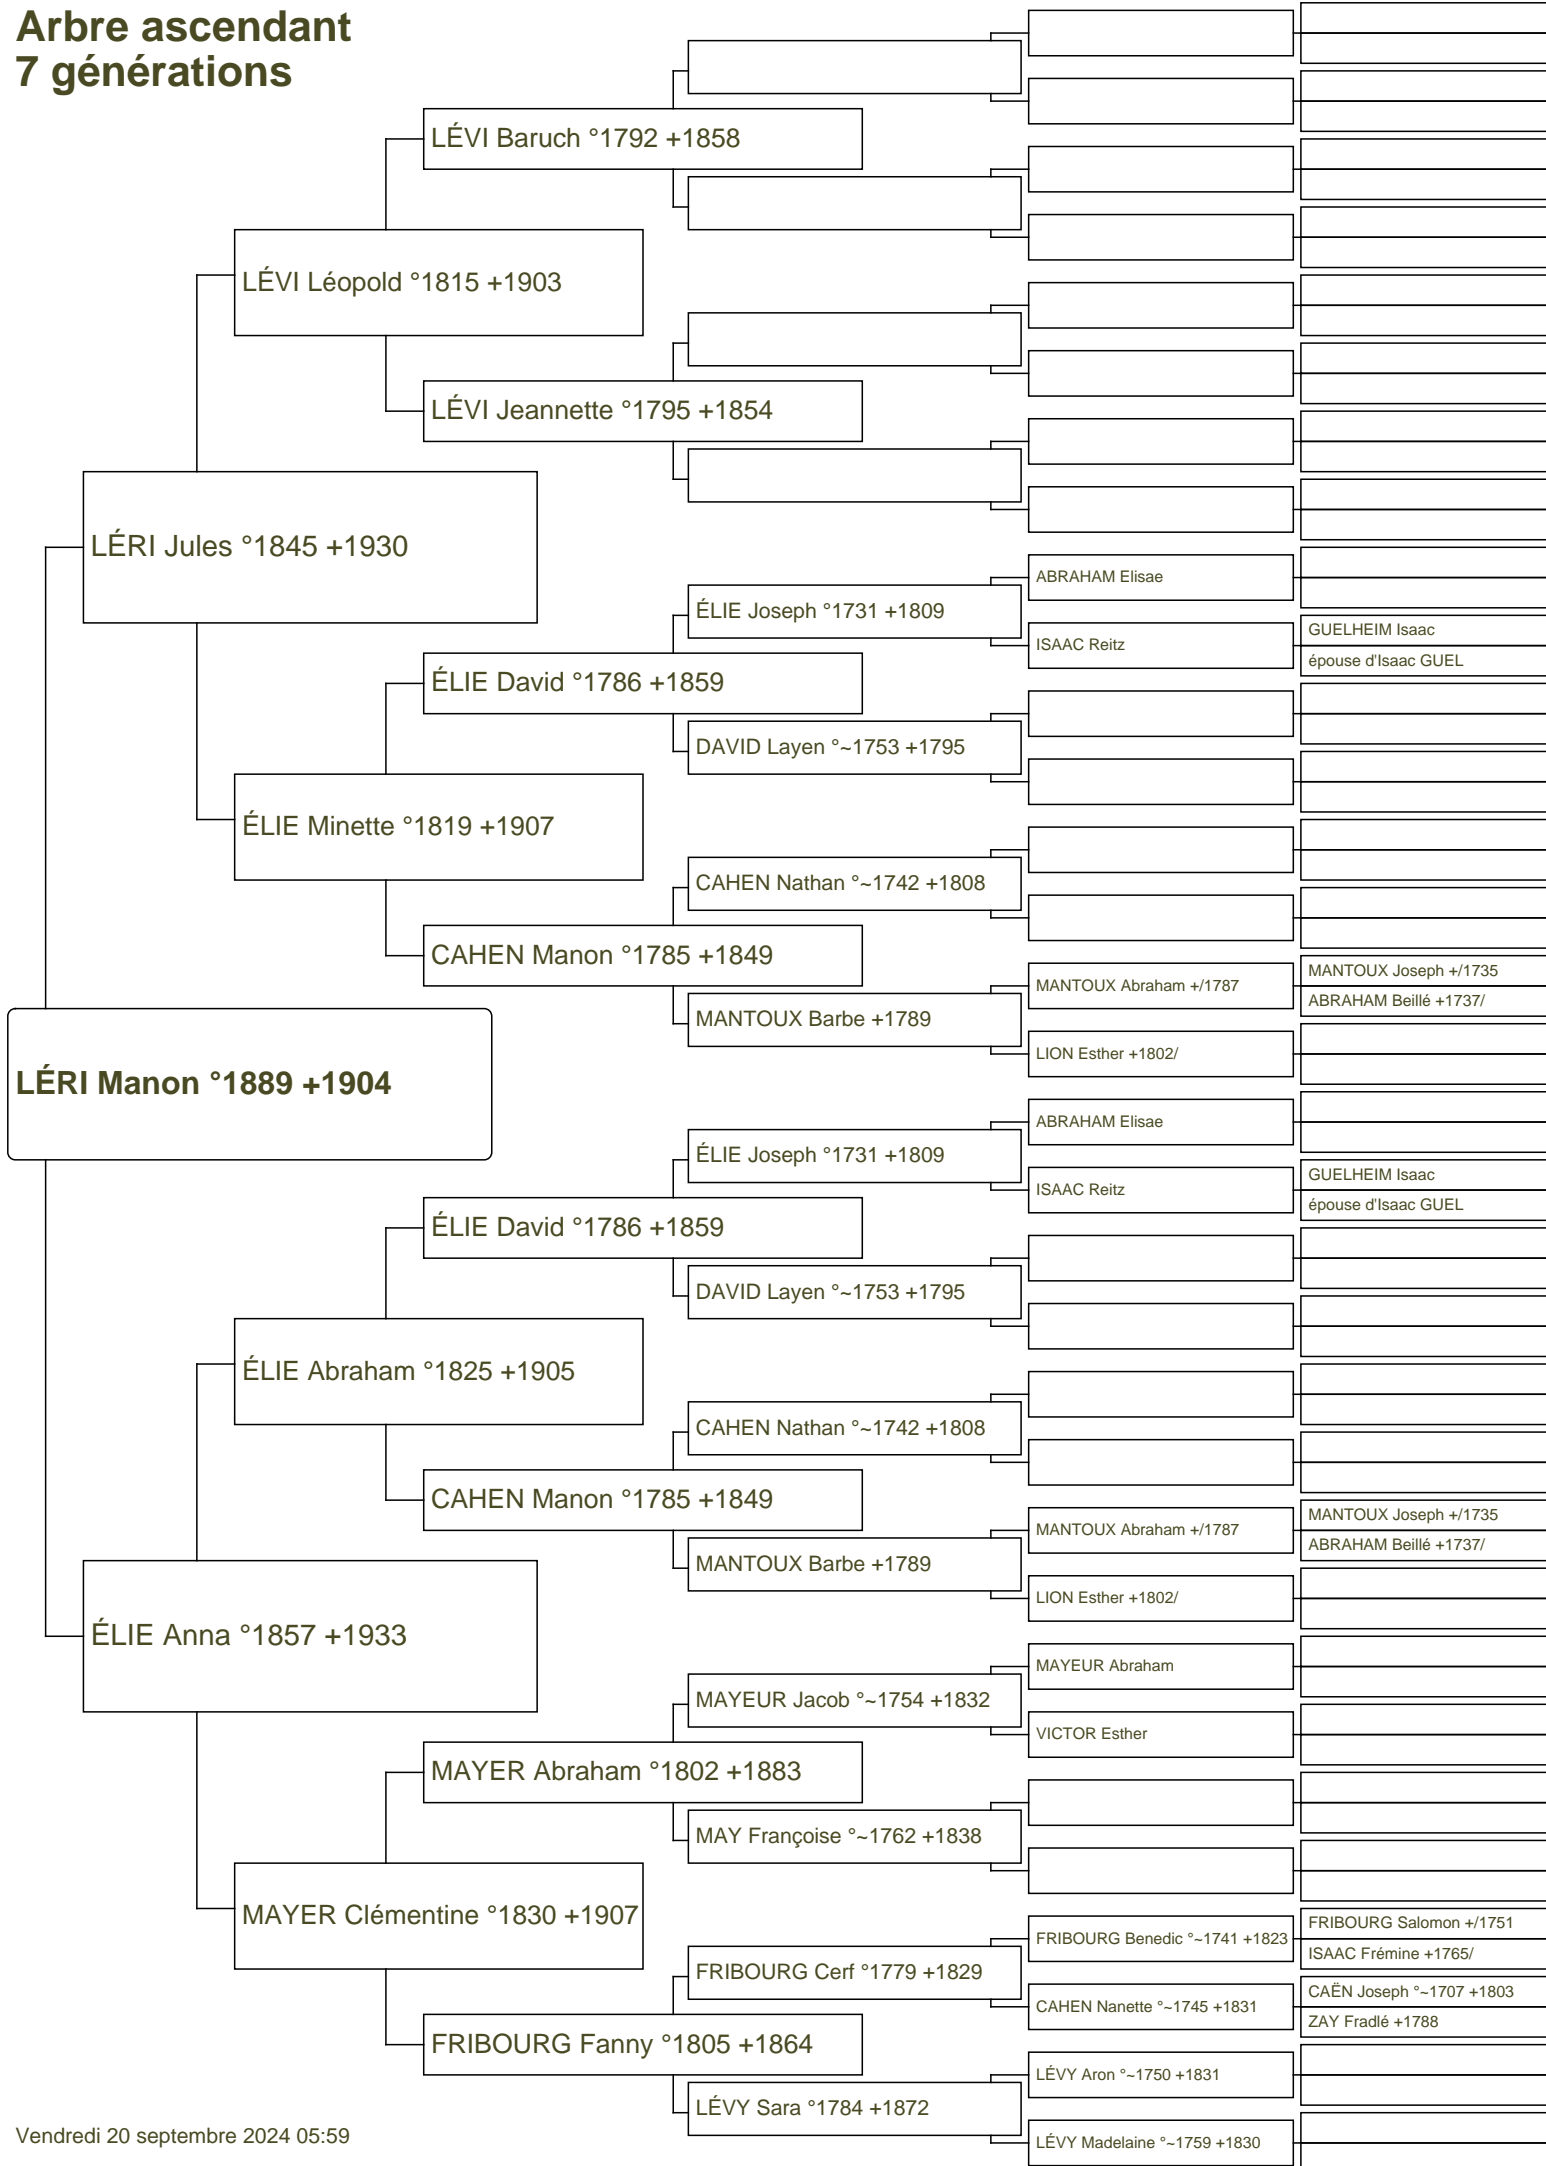 Arbre ascendant
7 générations
LÉVI Baruch °1792 +1858
LÉVI Léopold °1815 +1903
LÉVI Jeannette °1795 +1854
LÉRI Jules °1845 +1930
ABRAHAM Elisae
ÉLIE Joseph °1731 +1809
GUELHEIM Isaac
ISAAC Reitz
épouse d'Isaac GUEL
ÉLIE David °1786 +1859
DAVID Layen °~1753 +1795
ÉLIE Minette °1819 +1907
CAHEN Nathan °~1742 +1808
CAHEN Manon °1785 +1849
MANTOUX Joseph +/1735
MANTOUX Abraham +/1787
ABRAHAM Beillé +1737/
MANTOUX Barbe +1789
LION Esther +1802/
LÉRI Manon °1889 +1904
ABRAHAM Elisae
ÉLIE Joseph °1731 +1809
GUELHEIM Isaac
ISAAC Reitz
épouse d'Isaac GUEL
ÉLIE David °1786 +1859
DAVID Layen °~1753 +1795
ÉLIE Abraham °1825 +1905
CAHEN Nathan °~1742 +1808
CAHEN Manon °1785 +1849
MANTOUX Joseph +/1735
MANTOUX Abraham +/1787
ABRAHAM Beillé +1737/
MANTOUX Barbe +1789
LION Esther +1802/
ÉLIE Anna °1857 +1933
MAYEUR Abraham
MAYEUR Jacob °~1754 +1832
VICTOR Esther
MAYER Abraham °1802 +1883
MAY Françoise °~1762 +1838
MAYER Clémentine °1830 +1907
FRIBOURG Salomon +/1751
FRIBOURG Benedic °~1741 +1823
ISAAC Frémine +1765/
FRIBOURG Cerf °1779 +1829
CAËN Joseph °~1707 +1803
CAHEN Nanette °~1745 +1831
ZAY Fradlé +1788
FRIBOURG Fanny °1805 +1864
LÉVY Aron °~1750 +1831
LÉVY Sara °1784 +1872
LÉVY Madelaine °~1759 +1830
Vendredi 20 septembre 2024 05:59